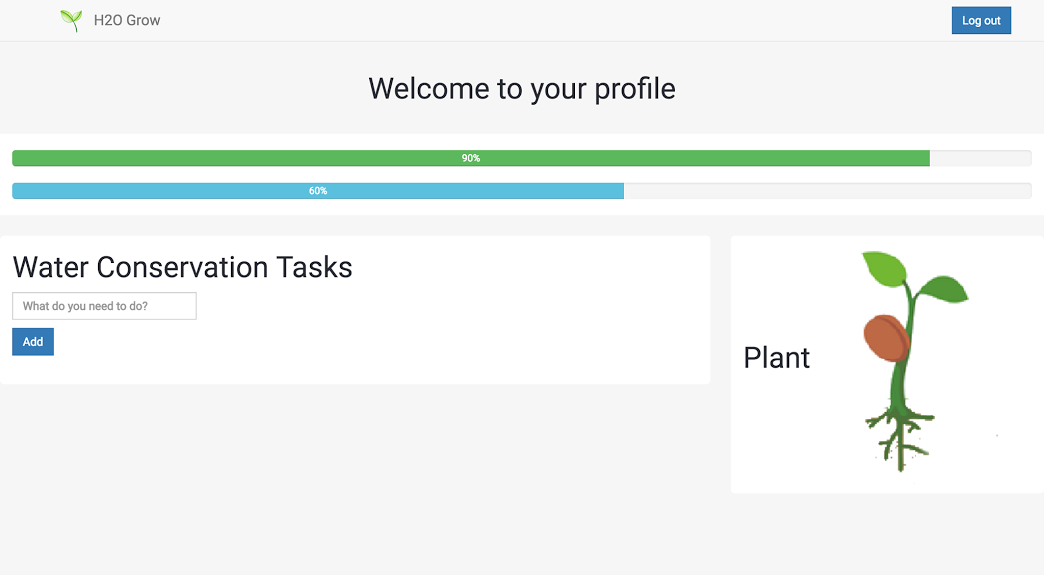 H2O Grow
Log out
Welcome to your profile
90%
60%
Water Conservation Tasks
What do you need to do?
Add
Plant